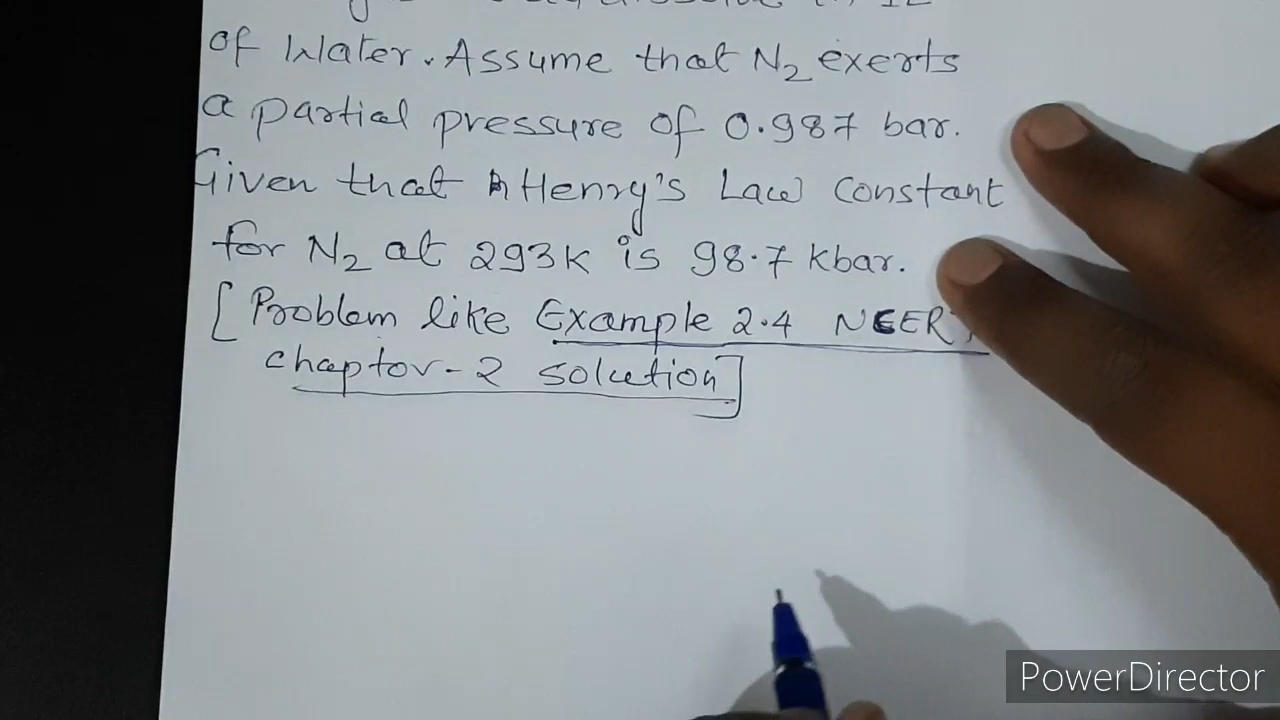 of Water. Assume that N₂ exerts
a partial pressure of 0.987 bar.
Given that Henry's Law Constant
for N₂ at 293K is 98.7 kbar.
[Problem like Example 2.4 NCERT
chaptor-2 solution]
PowerDirector